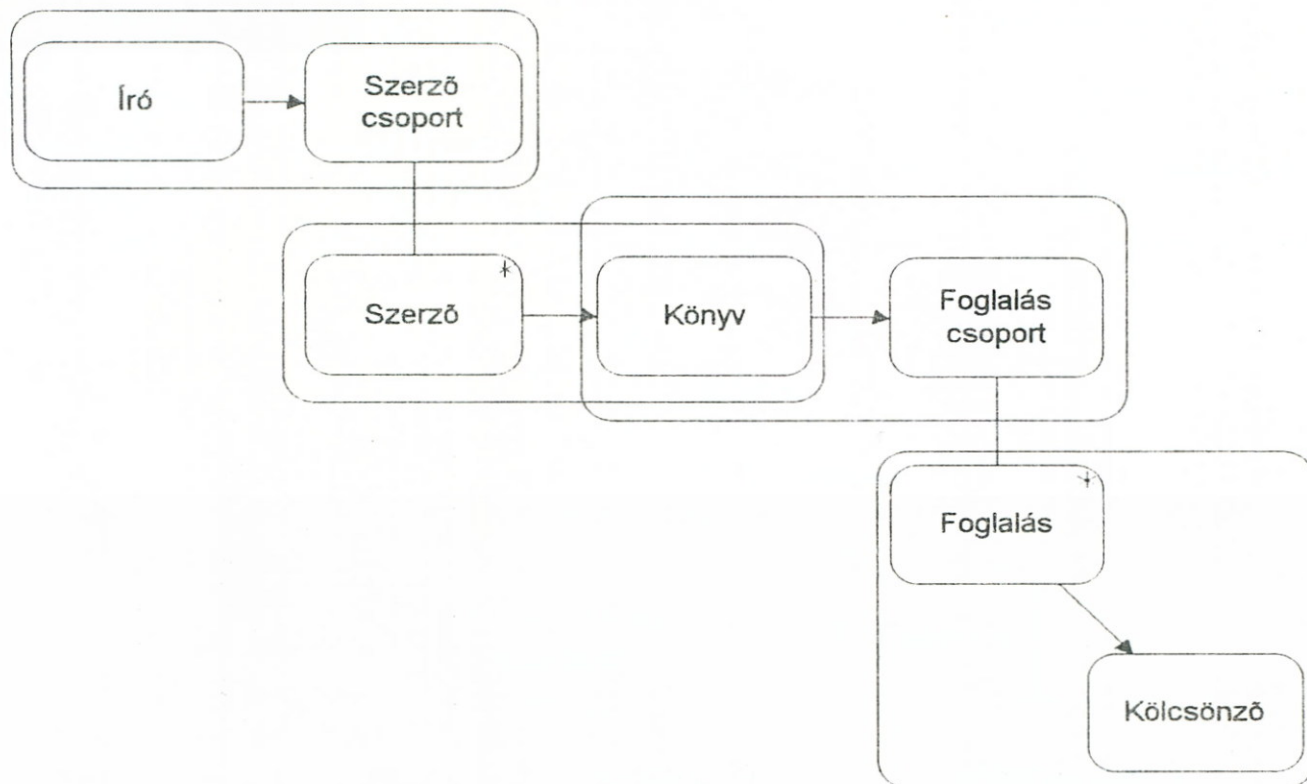 Író
Szerzõ
csoport
*
Szerzõ
Könyv
Foglalás
csoport
*
Foglalás
Kölcsönzõ